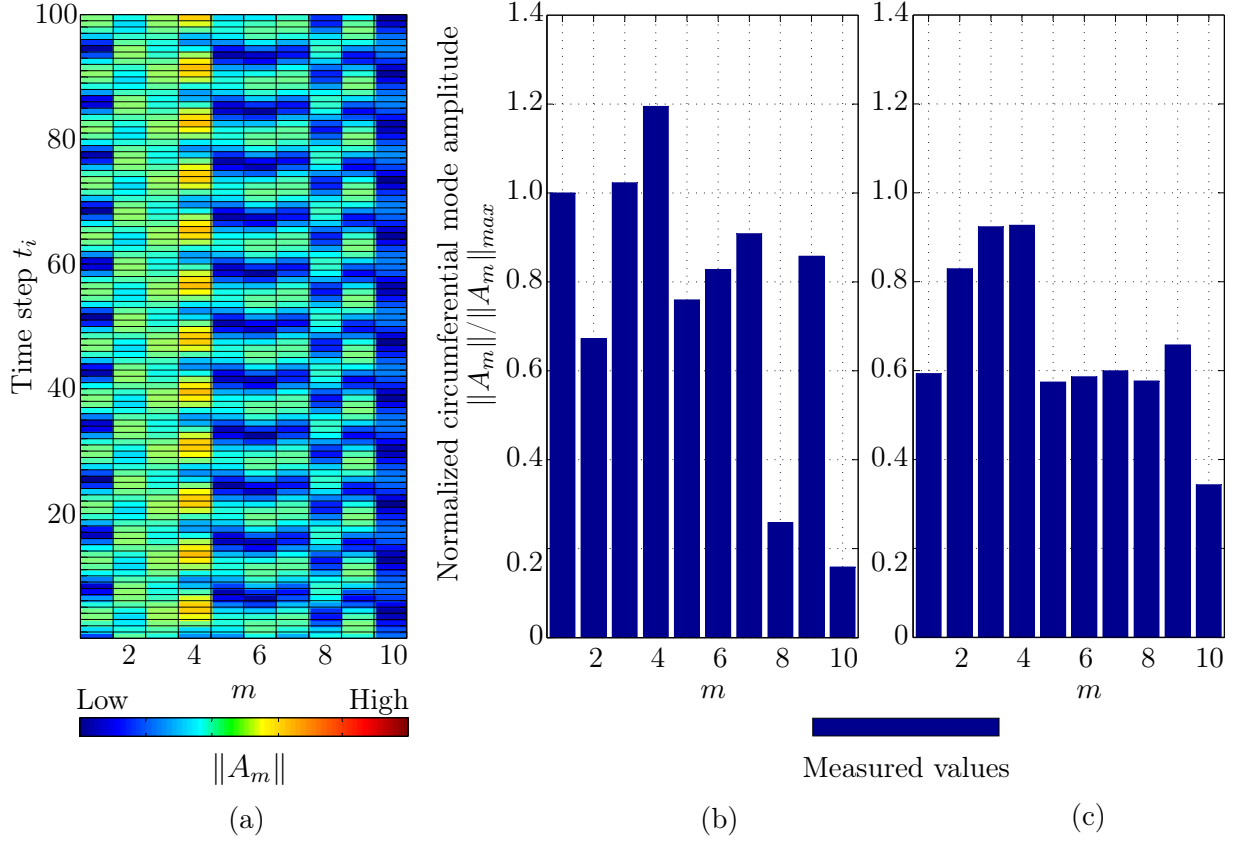 100
80
60
40
20
Time step t_i
2 4 6 8 10
m
Low High
‖A_m‖
(a)
Normalized circumferential mode amplitude
‖A_m‖/‖A_m‖_max
1.4
1.2
1.0
0.8
0.6
0.4
0.2
0
2 4 6 8 10
m
1.4
1.2
1.0
0.8
0.6
0.4
0.2
0
2 4 6 8 10
m
Measured values
(b)
(c)